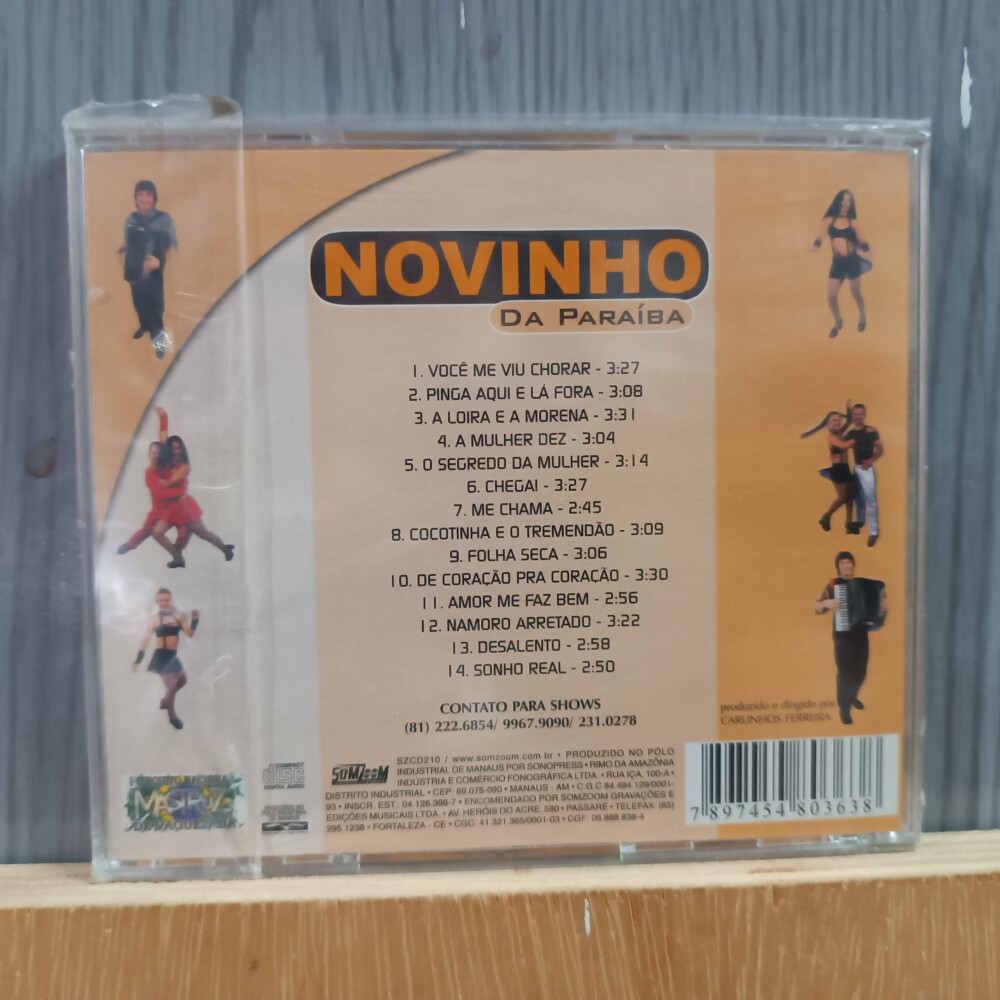 NOVINHO
DA PARAÍBA
1. VOCÊ ME VIU CHORAR - 3:27
2. PINGA AQUI E LÁ FORA - 3:08
3. A LOIRA E A MORENA - 3:31
4. A MULHER DEZ - 3:04
5. O SEGREDO DA MULHER - 3:14
6. CHEGAI - 3:27
7. ME CHAMA - 2:45
8. COCOTINHA E O TREMENDÃO - 3:09
9. FOLHA SECA - 3:06
10. DE CORAÇÃO PRA CORAÇÃO - 3:30
11. AMOR ME FAZ BEM - 2:56
12. NAMORO ARRETADO - 3:22
13. DESALENTO - 2:58
14. SONHO REAL - 2:50
CONTATO PARA SHOWS
(81) 222.6854/ 9967.9090/ 231.0278
produzido e dirigido por
CARLINHOS FERREIRA
COMPACT
disc
DIGITAL AUDIO
SOMZOOM
SZCD210 / www.somzoom.com.br • PRODUZIDO NO PÓLO
INDUSTRIAL DE MANAUS POR SONOPRESS • RIMO DA AMAZÔNIA
INDÚSTRIA E COMÉRCIO FONOGRÁFICA LTDA. • RUA IÇA, 100-A •
DISTRITO INDUSTRIAL • CEP 69.075-090 • MANAUS - AM • C.G.C 84.494.129/0001-
93 • INSCR. EST.: 04.126.398-7 • ENCOMENDADO POR SOMZOOM GRAVAÇÕES E
EDIÇÕES MUSICAIS LTDA. • AV. HERÓIS DO ACRE, 580 • PASSARÉ • TELEFAX: (85)
295.1238 • FORTALEZA - CE • CGC: 41.321.365/0001-03 • CGF: 06.868.838-4
7 897454 803638